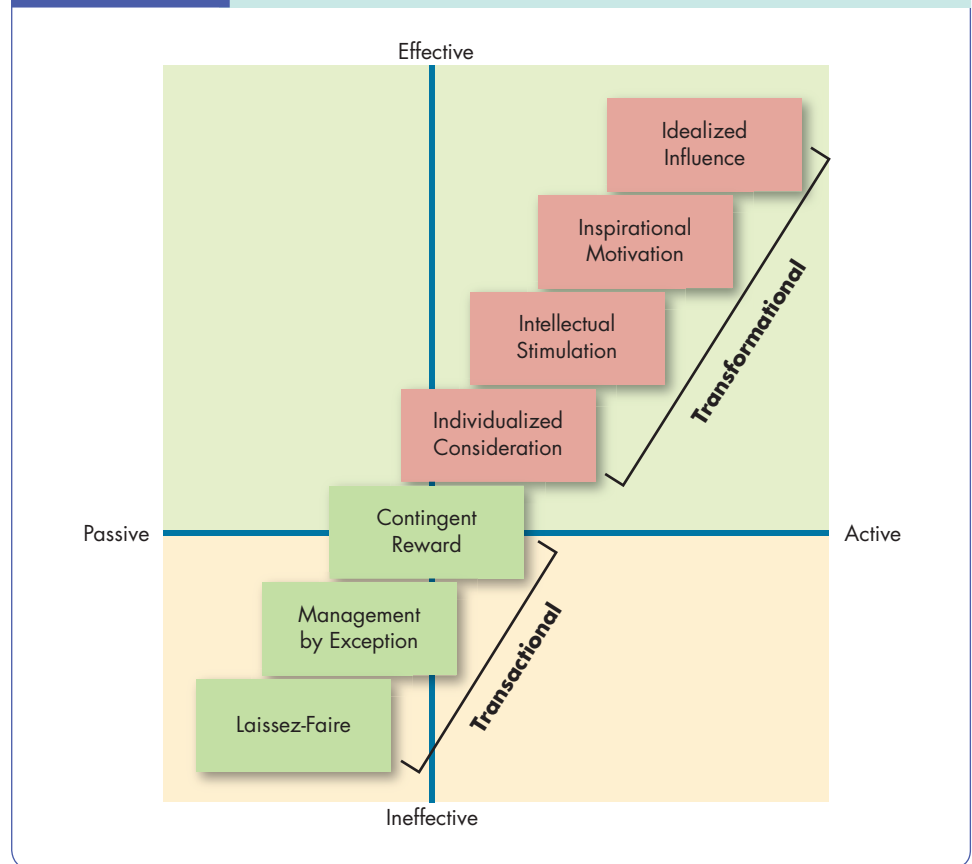 Effective
Idealized
Influence
Inspirational
Motivation
Intellectual
Stimulation
Transformational
Individualized
Consideration
Contingent
Reward
Passive
Active
Management
by Exception
Transactional
Laissez-Faire
Ineffective